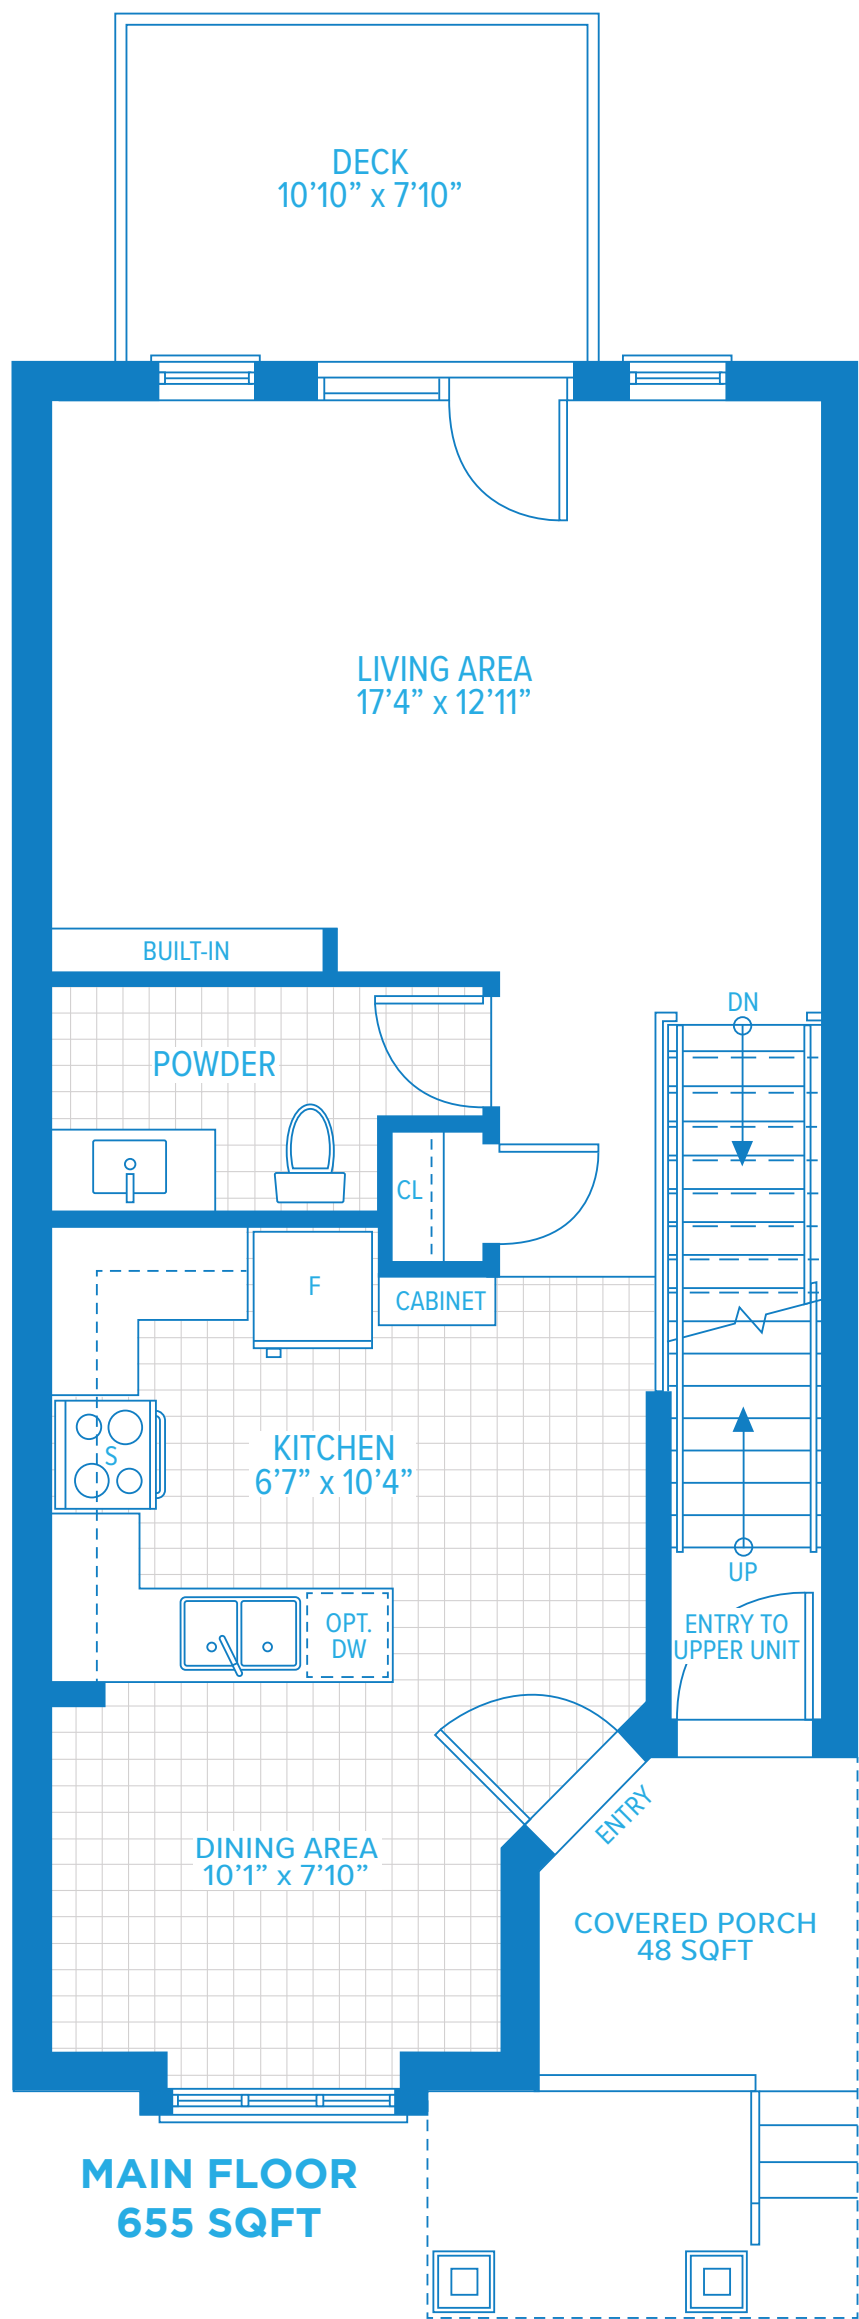 DECK
10’10” x 7’10”
LIVING AREA
17’4” x 12’11”
BUILT-IN
DN
POWDER
CL
F
CABINET
KITCHEN
6’7” x 10’4”
S
UP
OPT.
DW
ENTRY TO
UPPER UNIT
ENTRY
DINING AREA
10’1” x 7’10”
COVERED PORCH
48 SQFT
MAIN FLOOR
655 SQFT